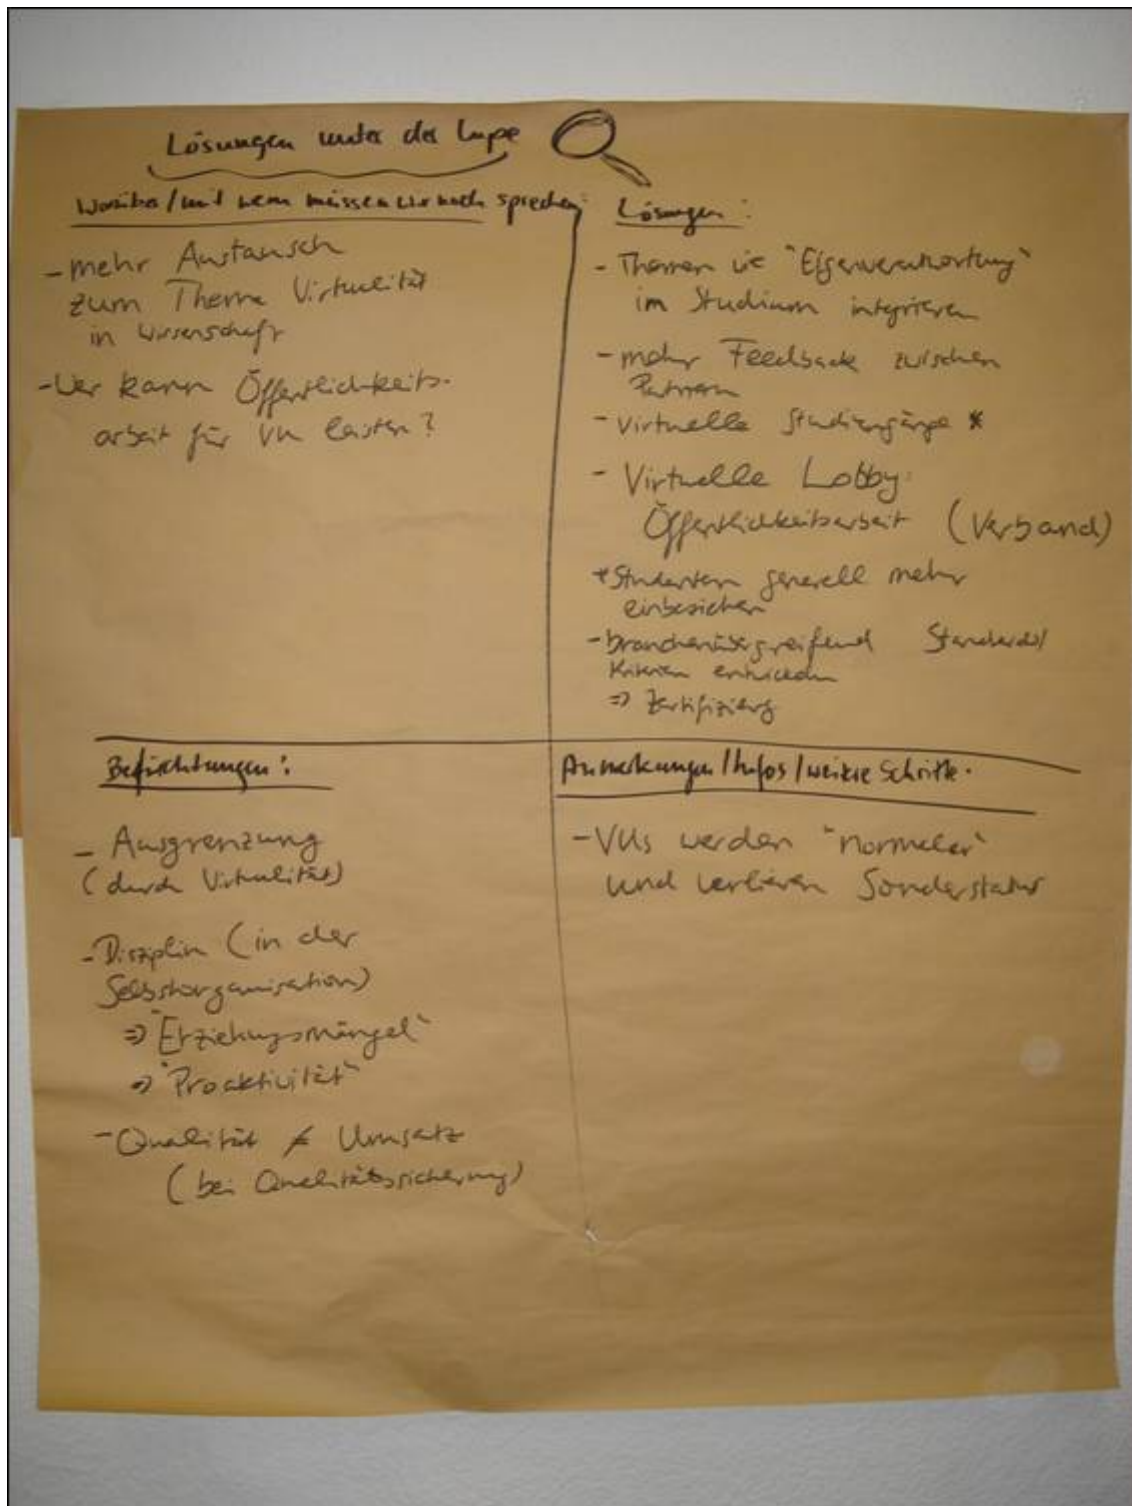 Lösungen unter der Lupe
Worüber/mit wem müssen wir noch sprechen:
- mehr Austausch
zum Thema Virtualität
in Wissenschaft
- Wer kann Öffentlichkeits-
arbeit für VU leisten?
Lösungen:
- Themen wie "Eigenverantwortung"
im Studium integrieren
- mehr Feedback zwischen
Partnern
- Virtuelle Studiengänge *
- Virtuelle Lobby:
Öffentlichkeitsarbeit (Verband)
* Studenten generell mehr
einbeziehen
- branchenübergreifend Standards/
Kriterien entwickeln
=> Zertifizierg
Befürchtungen:
- Ausgrenzung
(durch Virtualität)
- Disziplin (in der
Selbstorganisation)
=> "Erziehungsmängel"
=> "Proaktivität"
- Qualität ≠ Umsatz
(bei Qualitätssicherung)
Anmerkungen/Infos/weitere Schritte:
- VUs werden "normaler"
und verlieren Sonderstatus